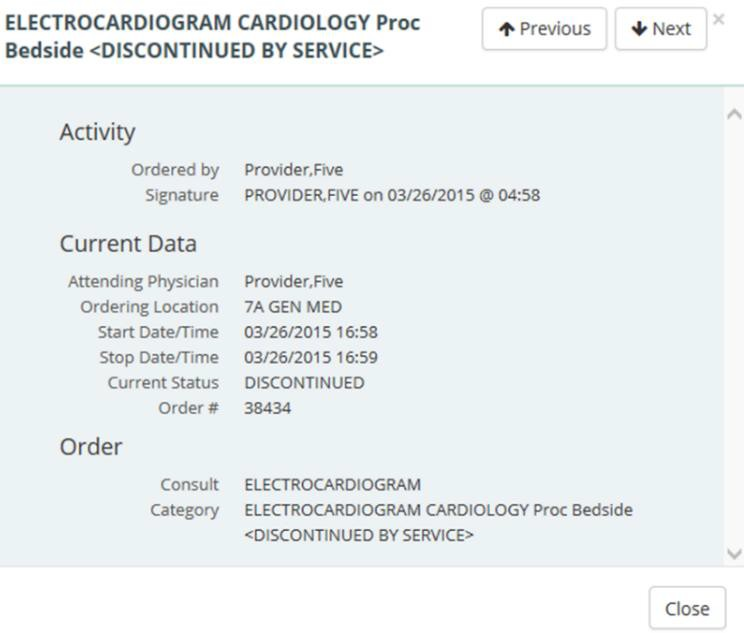 ELECTROCARDIOGRAM CARDIOLOGY Proc
Bedside <DISCONTINUED BY SERVICE>
Previous
Next
×
Activity
Ordered by Provider,Five
Signature PROVIDER,FIVE on 03/26/2015 @ 04:58
Current Data
Attending Physician Provider,Five
Ordering Location 7A GEN MED
Start Date/Time 03/26/2015 16:58
Stop Date/Time 03/26/2015 16:59
Current Status DISCONTINUED
Order # 38434
Order
Consult ELECTROCARDIOGRAM
Category ELECTROCARDIOGRAM CARDIOLOGY Proc Bedside
<DISCONTINUED BY SERVICE>
Close